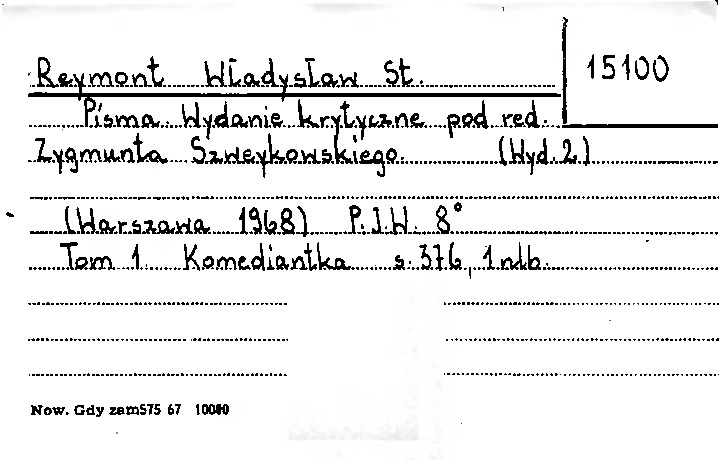 15100
Reymont Władysław St.
Pisma. Wydanie krytyczne pod red.
Zygmunta Szweykowskiego. (Wyd. 2)
(Warszawa 1968) P.I.W. 8°
Tom 1. Komediantka s. 376, 1 nlb.
Now. Gdy zam575 67 10000